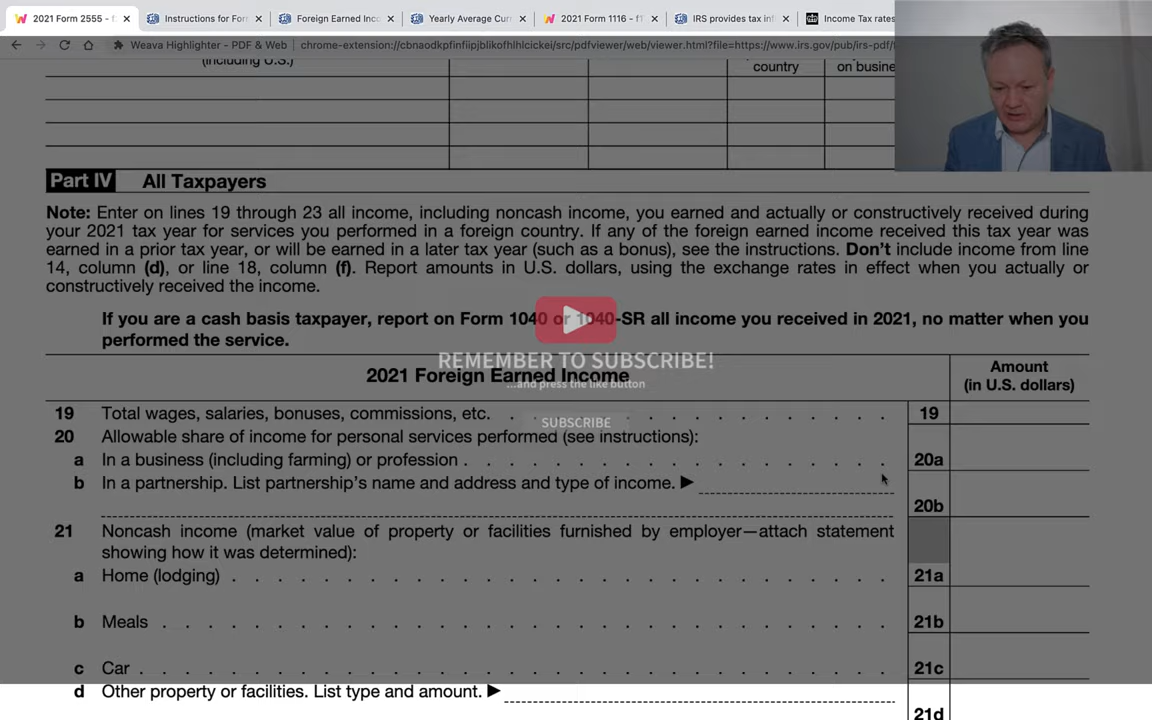 2021 Form 2555 - f
Instructions for For
Foreign Earned Inc
Yearly Average Cur
2021 Form 1116 - f1
IRS provides tax inf
Income Tax rates
Weava Highlighter - PDF & Web
chrome-extension://cbnaodkpfinfiipjblikofhlhlcickei/src/pdfviewer/web/viewer.html?file=https://www.irs.gov/pub/irs-pdf/
(including U.S.)
country
on busine
Part IV All Taxpayers
Note: Enter on lines 19 through 23 all income, including noncash income, you earned and actually or constructively received during
your 2021 tax year for services you performed in a foreign country. If any of the foreign earned income received this tax year was
earned in a prior tax year, or will be earned in a later tax year (such as a bonus), see the instructions. Don't include income from line
14, column (d), or line 18, column (f). Report amounts in U.S. dollars, using the exchange rates in effect when you actually or
constructively received the income.
If you are a cash basis taxpayer, report on Form 1040 or 1040-SR all income you received in 2021, no matter when you
performed the service.
REMEMBER TO SUBSCRIBE!
2021 Foreign Earned Income
Amount
(in U.S. dollars)
...and press the like button
19 Total wages, salaries, bonuses, commissions, etc. 19
SUBSCRIBE
20 Allowable share of income for personal services performed (see instructions):
a In a business (including farming) or profession 20a
b In a partnership. List partnership's name and address and type of income. ▶
20b
21 Noncash income (market value of property or facilities furnished by employer—attach statement
showing how it was determined):
a Home (lodging) 21a
b Meals 21b
c Car 21c
d Other property or facilities. List type and amount. ▶
21d